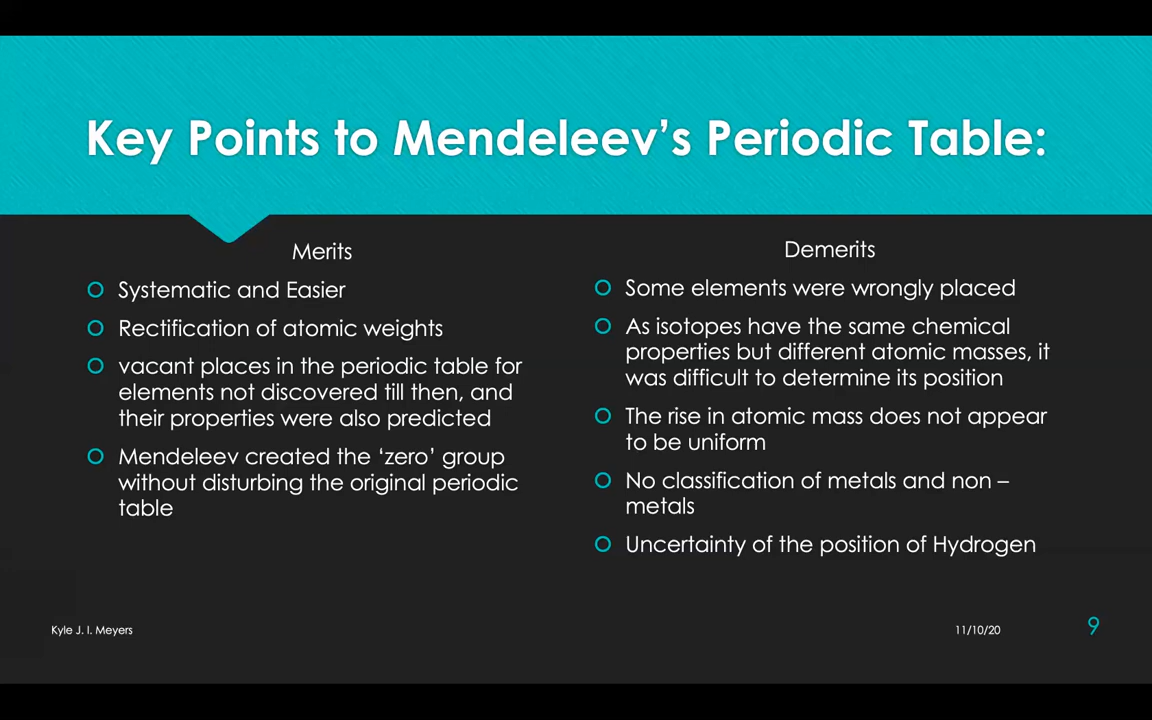 Key Points to Mendeleev’s Periodic Table:
Merits
Systematic and Easier
Rectification of atomic weights
vacant places in the periodic table for
elements not discovered till then, and
their properties were also predicted
Mendeleev created the ‘zero’ group
without disturbing the original periodic
table
Demerits
Some elements were wrongly placed
As isotopes have the same chemical
properties but different atomic masses, it
was difficult to determine its position
The rise in atomic mass does not appear
to be uniform
No classification of metals and non –
metals
Uncertainty of the position of Hydrogen
Kyle J. I. Meyers
11/10/20
9